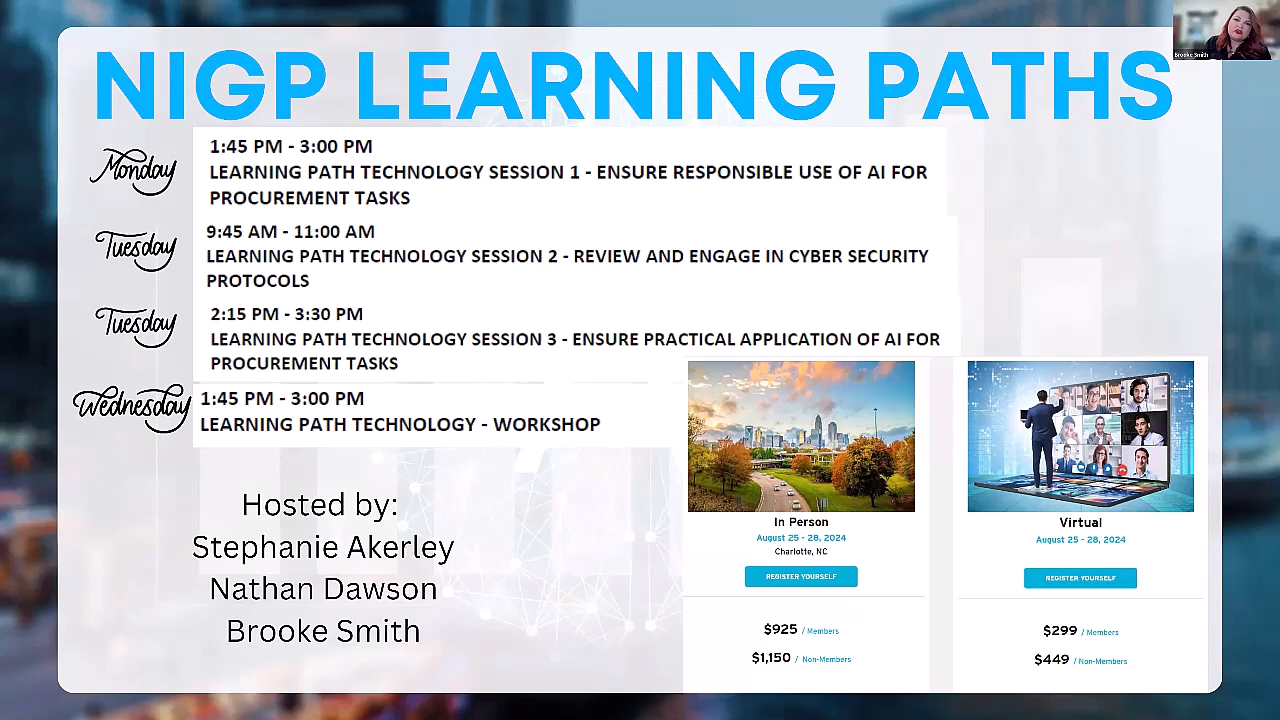 Brooke Smith
NIGP LEARNING PATHS
Monday
1:45 PM - 3:00 PM
LEARNING PATH TECHNOLOGY SESSION 1 - ENSURE RESPONSIBLE USE OF AI FOR
PROCUREMENT TASKS
Tuesday
9:45 AM - 11:00 AM
LEARNING PATH TECHNOLOGY SESSION 2 - REVIEW AND ENGAGE IN CYBER SECURITY
PROTOCOLS
Tuesday
2:15 PM - 3:30 PM
LEARNING PATH TECHNOLOGY SESSION 3 - ENSURE PRACTICAL APPLICATION OF AI FOR
PROCUREMENT TASKS
Wednesday
1:45 PM - 3:00 PM
LEARNING PATH TECHNOLOGY - WORKSHOP
Hosted by:
Stephanie Akerley
Nathan Dawson
Brooke Smith
In Person
August 25 - 28, 2024
Charlotte, NC
REGISTER YOURSELF
$925 / Members
$1,150 / Non-Members
Virtual
August 25 - 28, 2024
REGISTER YOURSELF
$299 / Members
$449 / Non-Members